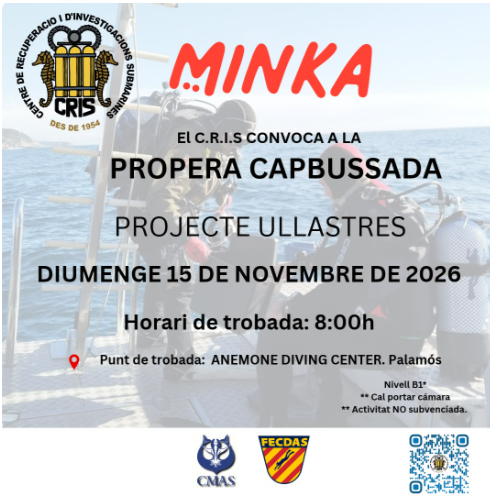 CENTRE DE RECUPERACIO I D'INVESTIGACIONS SUBMARINES
CRIS
DES DE 1954
MINKA
El C.R.I.S CONVOCA A LA
PROPERA CAPBUSSADA
PROJECTE ULLASTRES
DIUMENGE 15 DE NOVEMBRE DE 2026
Horari de trobada: 8:00h
Punt de trobada: ANEMONE DIVING CENTER. Palamós
Nivell B1*
** Cal portar cámara
** Activitat NO subvenciada.
CMAS
FECDAS